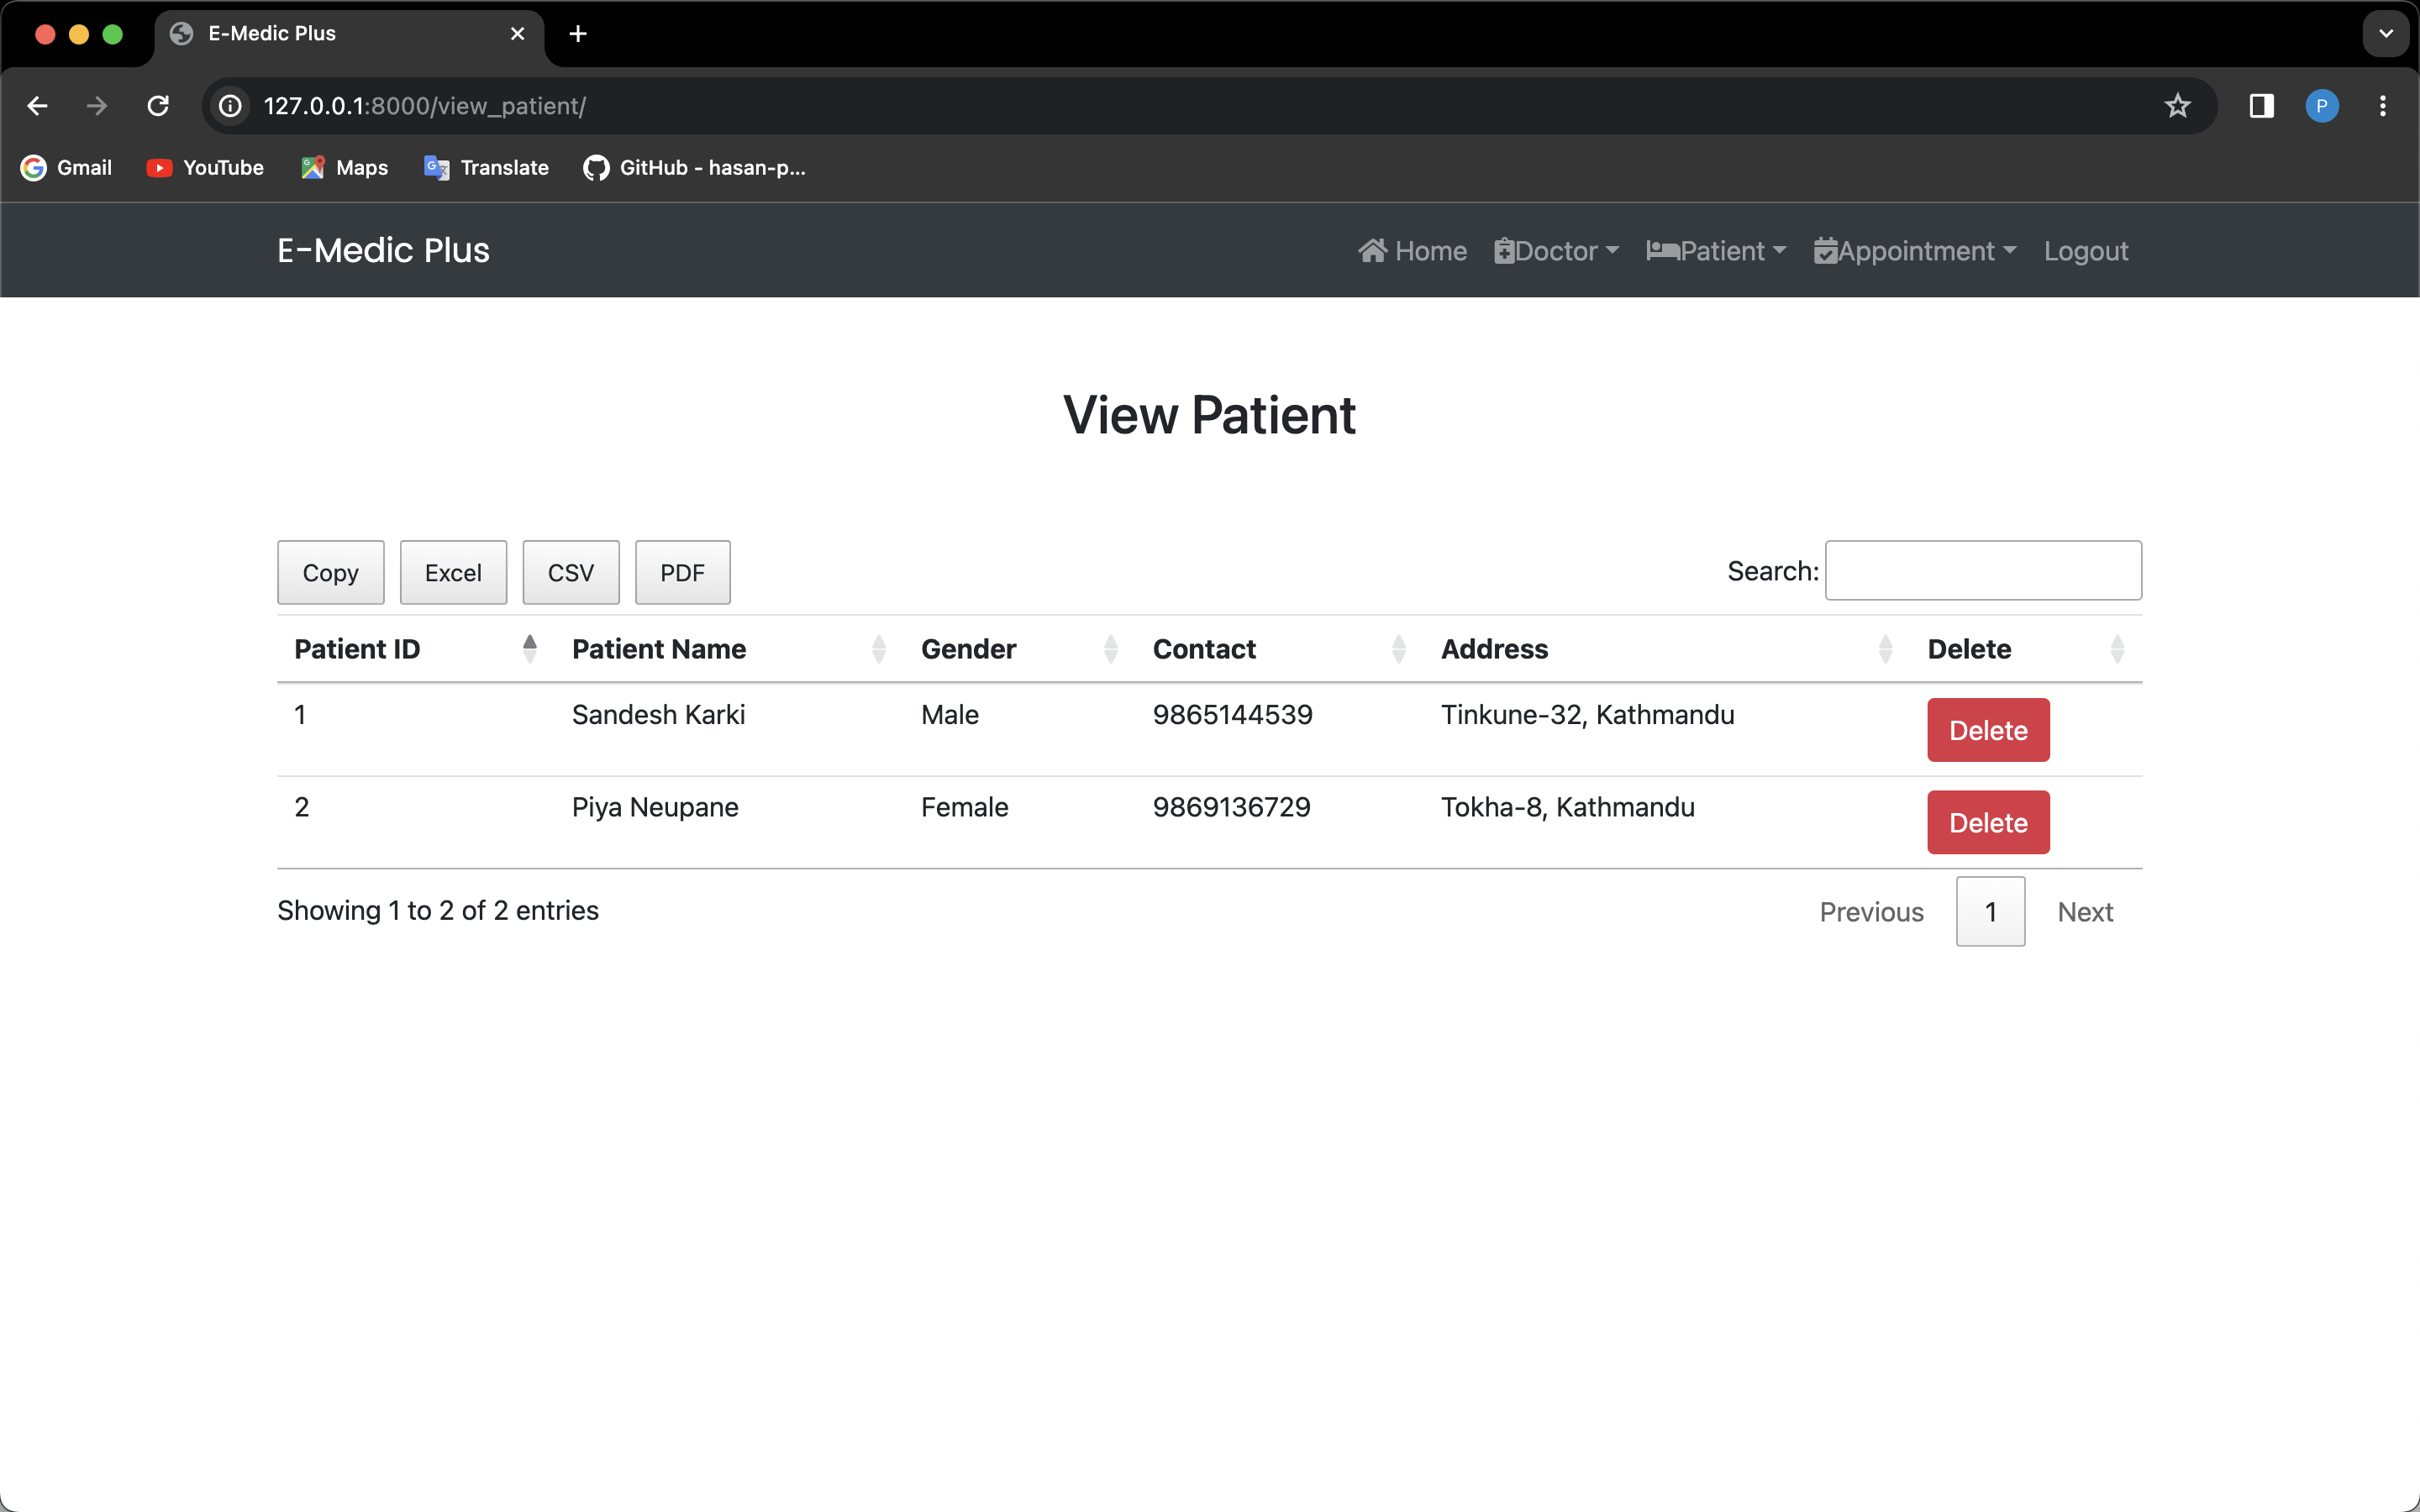 E-Medic Plus
127.0.0.1:8000/view_patient/
P
Gmail YouTube Maps Translate GitHub - hasan-p...
E-Medic Plus Home Doctor Patient Appointment Logout
View Patient
Copy Excel CSV PDF Search:
Patient ID Patient Name Gender Contact Address Delete
1 Sandesh Karki Male 9865144539 Tinkune-32, Kathmandu Delete
2 Piya Neupane Female 9869136729 Tokha-8, Kathmandu Delete
Showing 1 to 2 of 2 entries Previous 1 Next